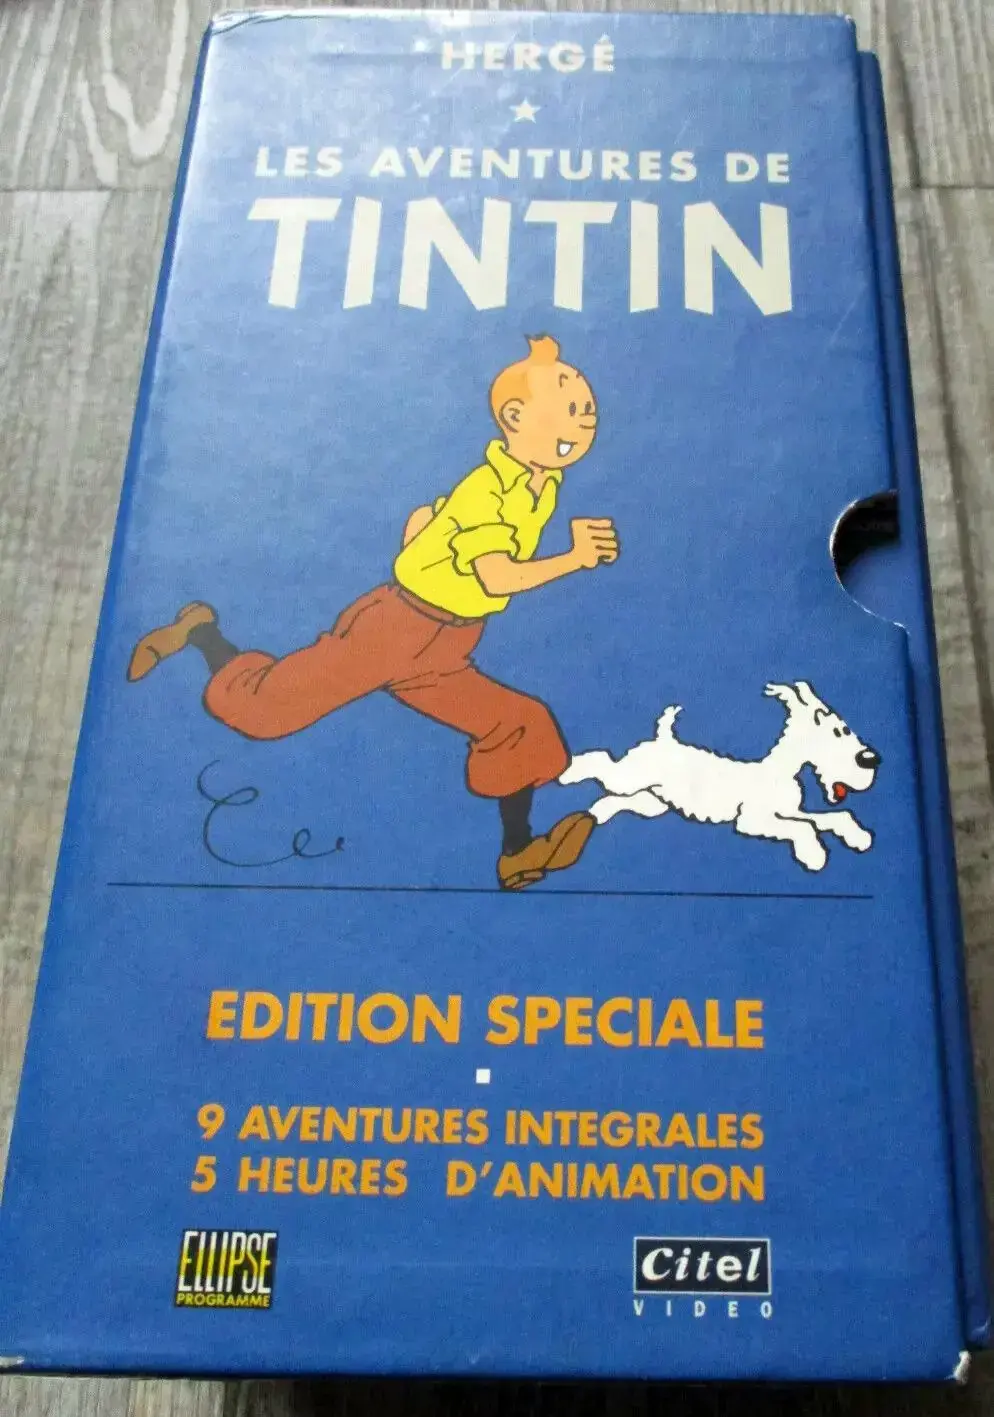 HERGÉ
LES AVENTURES DE
TINTIN
EDITION SPECIALE
9 AVENTURES INTEGRALES
5 HEURES D'ANIMATION
ELLIPSE
PROGRAMME
Citel
VIDEO